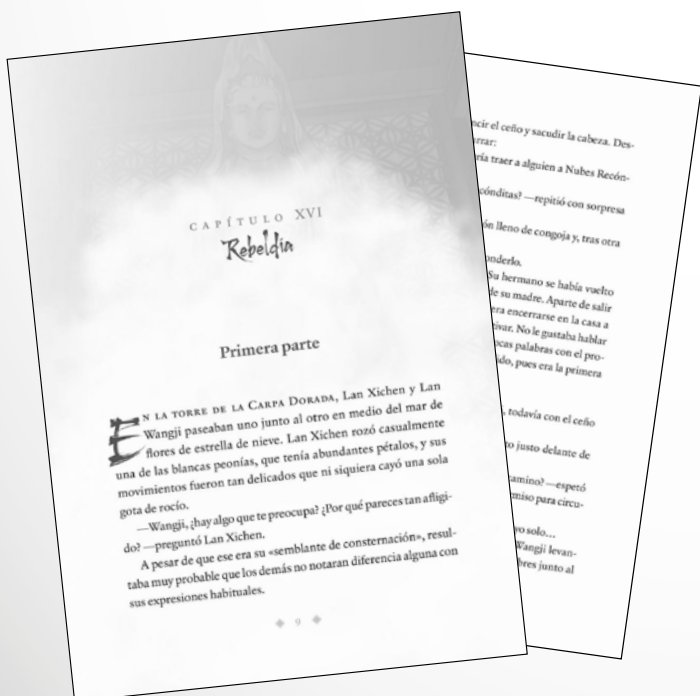 CAPÍTULO XVI
Rebeldía
Primera parte
EN LA TORRE DE LA CARPA DORADA, Lan Xichen y Lan
Wangji paseaban uno junto al otro en medio del mar de
flores de estrella de nieve. Lan Xichen rozó casualmente
una de las blancas peonías, que tenía abundantes pétalos, y sus
movimientos fueron tan delicados que ni siquiera cayó una sola
gota de rocío.
—Wangji, ¿hay algo que te preocupa? ¿Por qué pareces tan afligi-
do? —preguntó Lan Xichen.
A pesar de que ese era su «semblante de consternación», resul-
taba muy probable que los demás no notaran diferencia alguna con
sus expresiones habituales.
9
ncir el ceño y sacudir la cabeza. Des-
rrar:
ría traer a alguien a Nubes Recón-
cónditas? —repitió con sorpresa
ón lleno de congoja y, tras otra
onderlo.
Su hermano se había vuelto
de su madre. Aparte de salir
era encerrarse en la casa a
tivar. No le gustaba hablar
ocas palabras con el pro-
ido, pues era la primera
, todavía con el ceño
to justo delante de
amino? —espetó
miso para circu-
yo solo...
Wangji levan-
bres junto al